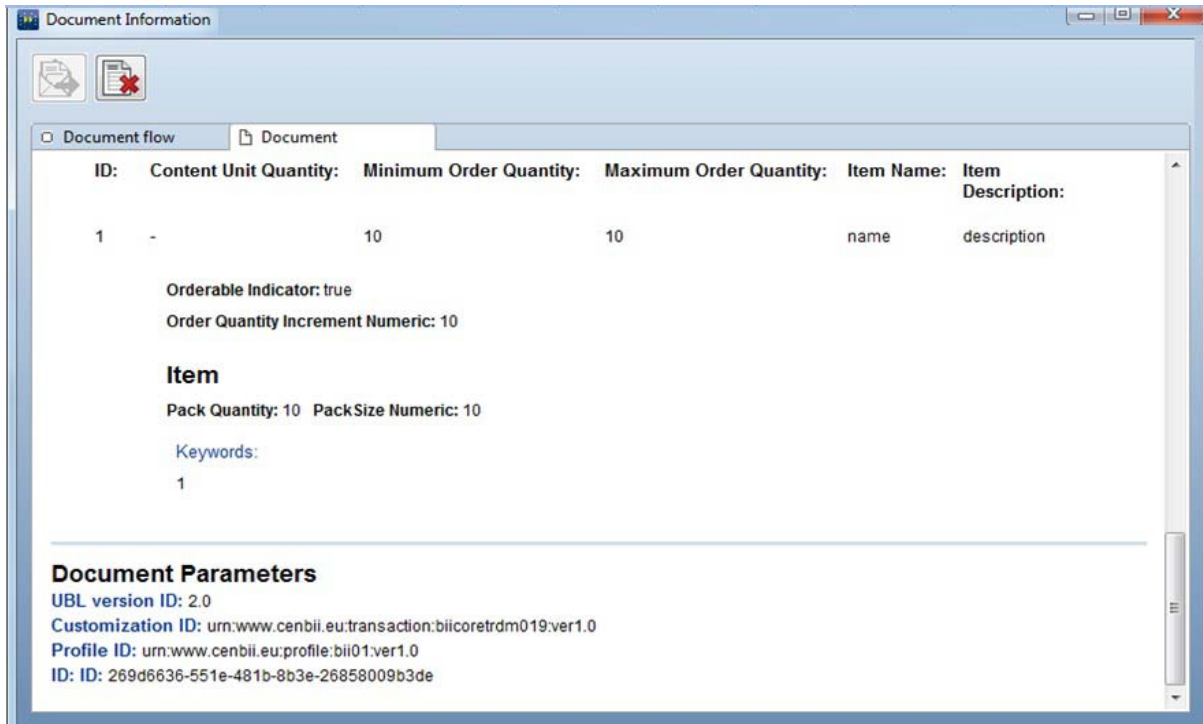 Document Information
Document flow Document
ID: Content Unit Quantity: Minimum Order Quantity: Maximum Order Quantity: Item Name: Item
Description:
1 - 10 10 name description
Orderable Indicator: true
Order Quantity Increment Numeric: 10
Item
Pack Quantity: 10 PackSize Numeric: 10
Keywords:
1
Document Parameters
UBL version ID: 2.0
Customization ID: urn:www.cenbii.eu:transaction:biicoretrdm019:ver1.0
Profile ID: urn:www.cenbii.eu:profile:bii01:ver1.0
ID: ID: 269d6636-551e-481b-8b3e-26858009b3de